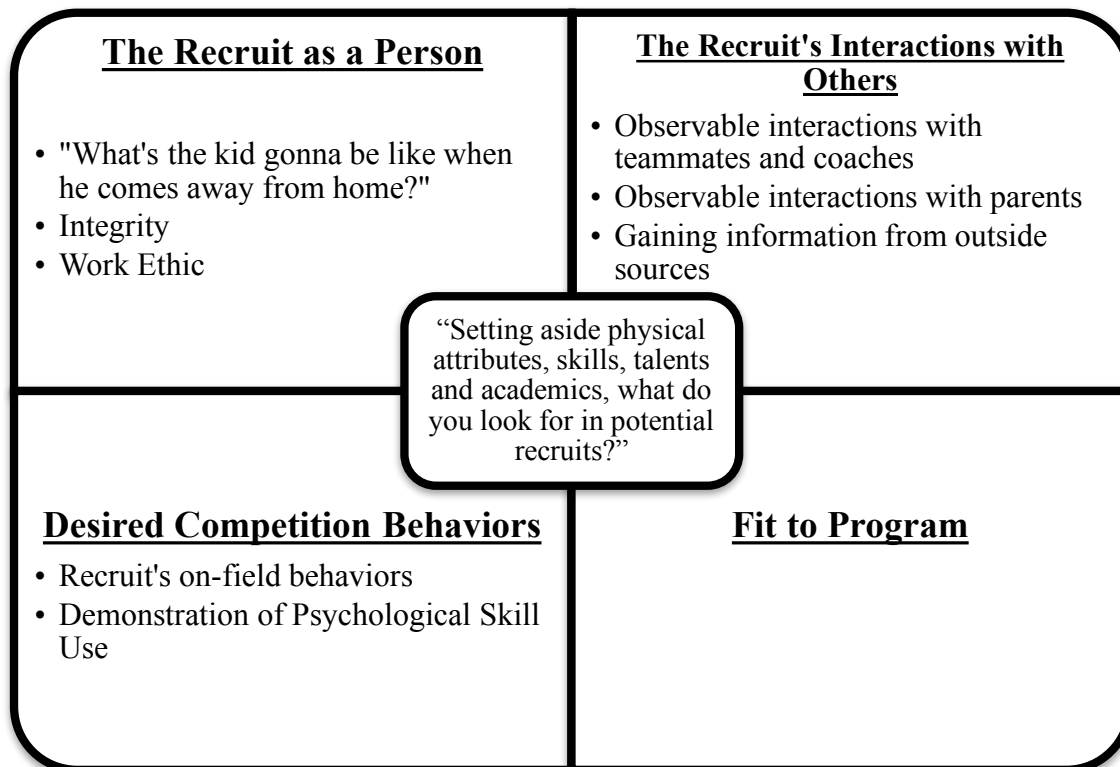 The Recruit as a Person
• "What's the kid gonna be like when
he comes away from home?"
• Integrity
• Work Ethic
The Recruit's Interactions with
Others
• Observable interactions with
teammates and coaches
• Observable interactions with parents
• Gaining information from outside
sources
“Setting aside physical
attributes, skills, talents
and academics, what do
you look for in potential
recruits?”
Desired Competition Behaviors
• Recruit's on-field behaviors
• Demonstration of Psychological Skill
Use
Fit to Program